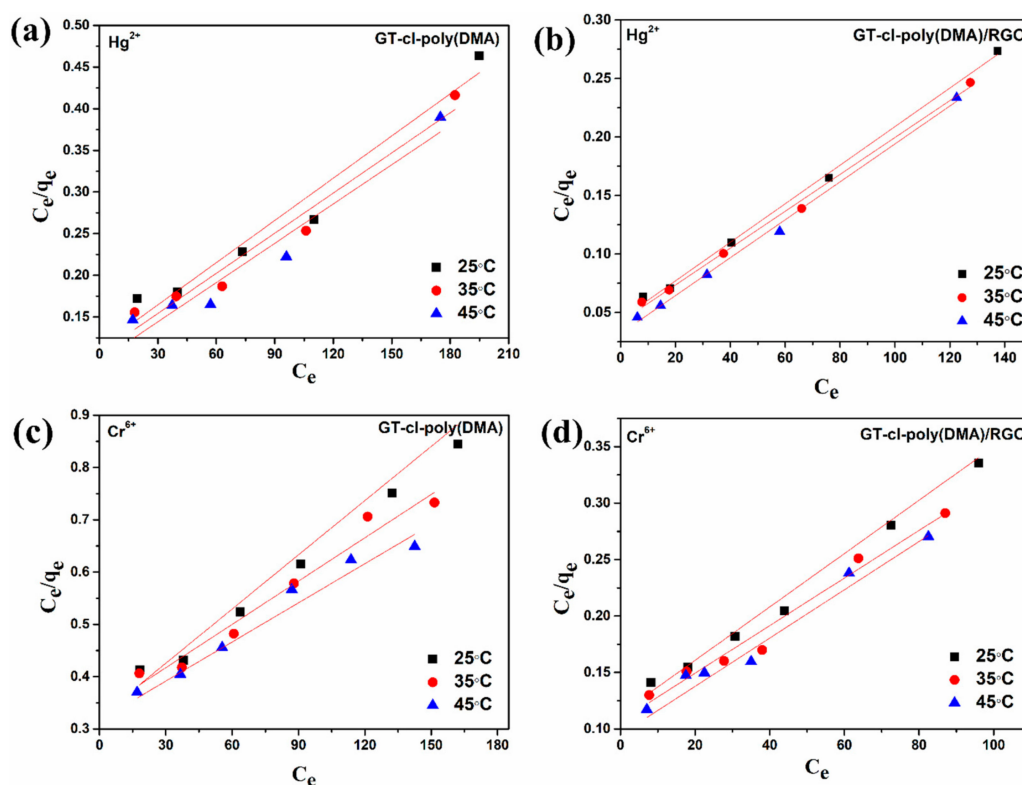 (a)
Hg2+
GT-cl-poly(DMA)
0.50
0.45
0.40
0.35
0.30
0.25
0.20
0.15
Ce/qe
25°C
35°C
45°C
0 30 60 90 120 150 180 210
Ce
(b)
Hg2+
GT-cl-poly(DMA)/RGO
0.30
0.25
0.20
0.15
0.10
0.05
Ce/qe
25°C
35°C
45°C
0 20 40 60 80 100 120 140
Ce
(c)
Cr6+
GT-cl-poly(DMA)
0.9
0.8
0.7
0.6
0.5
0.4
0.3
Ce/qe
25°C
35°C
45°C
0 30 60 90 120 150 180
Ce
(d)
Cr6+
GT-cl-poly(DMA)/RGO
0.35
0.30
0.25
0.20
0.15
0.10
Ce/qe
25°C
35°C
45°C
0 20 40 60 80 100
Ce